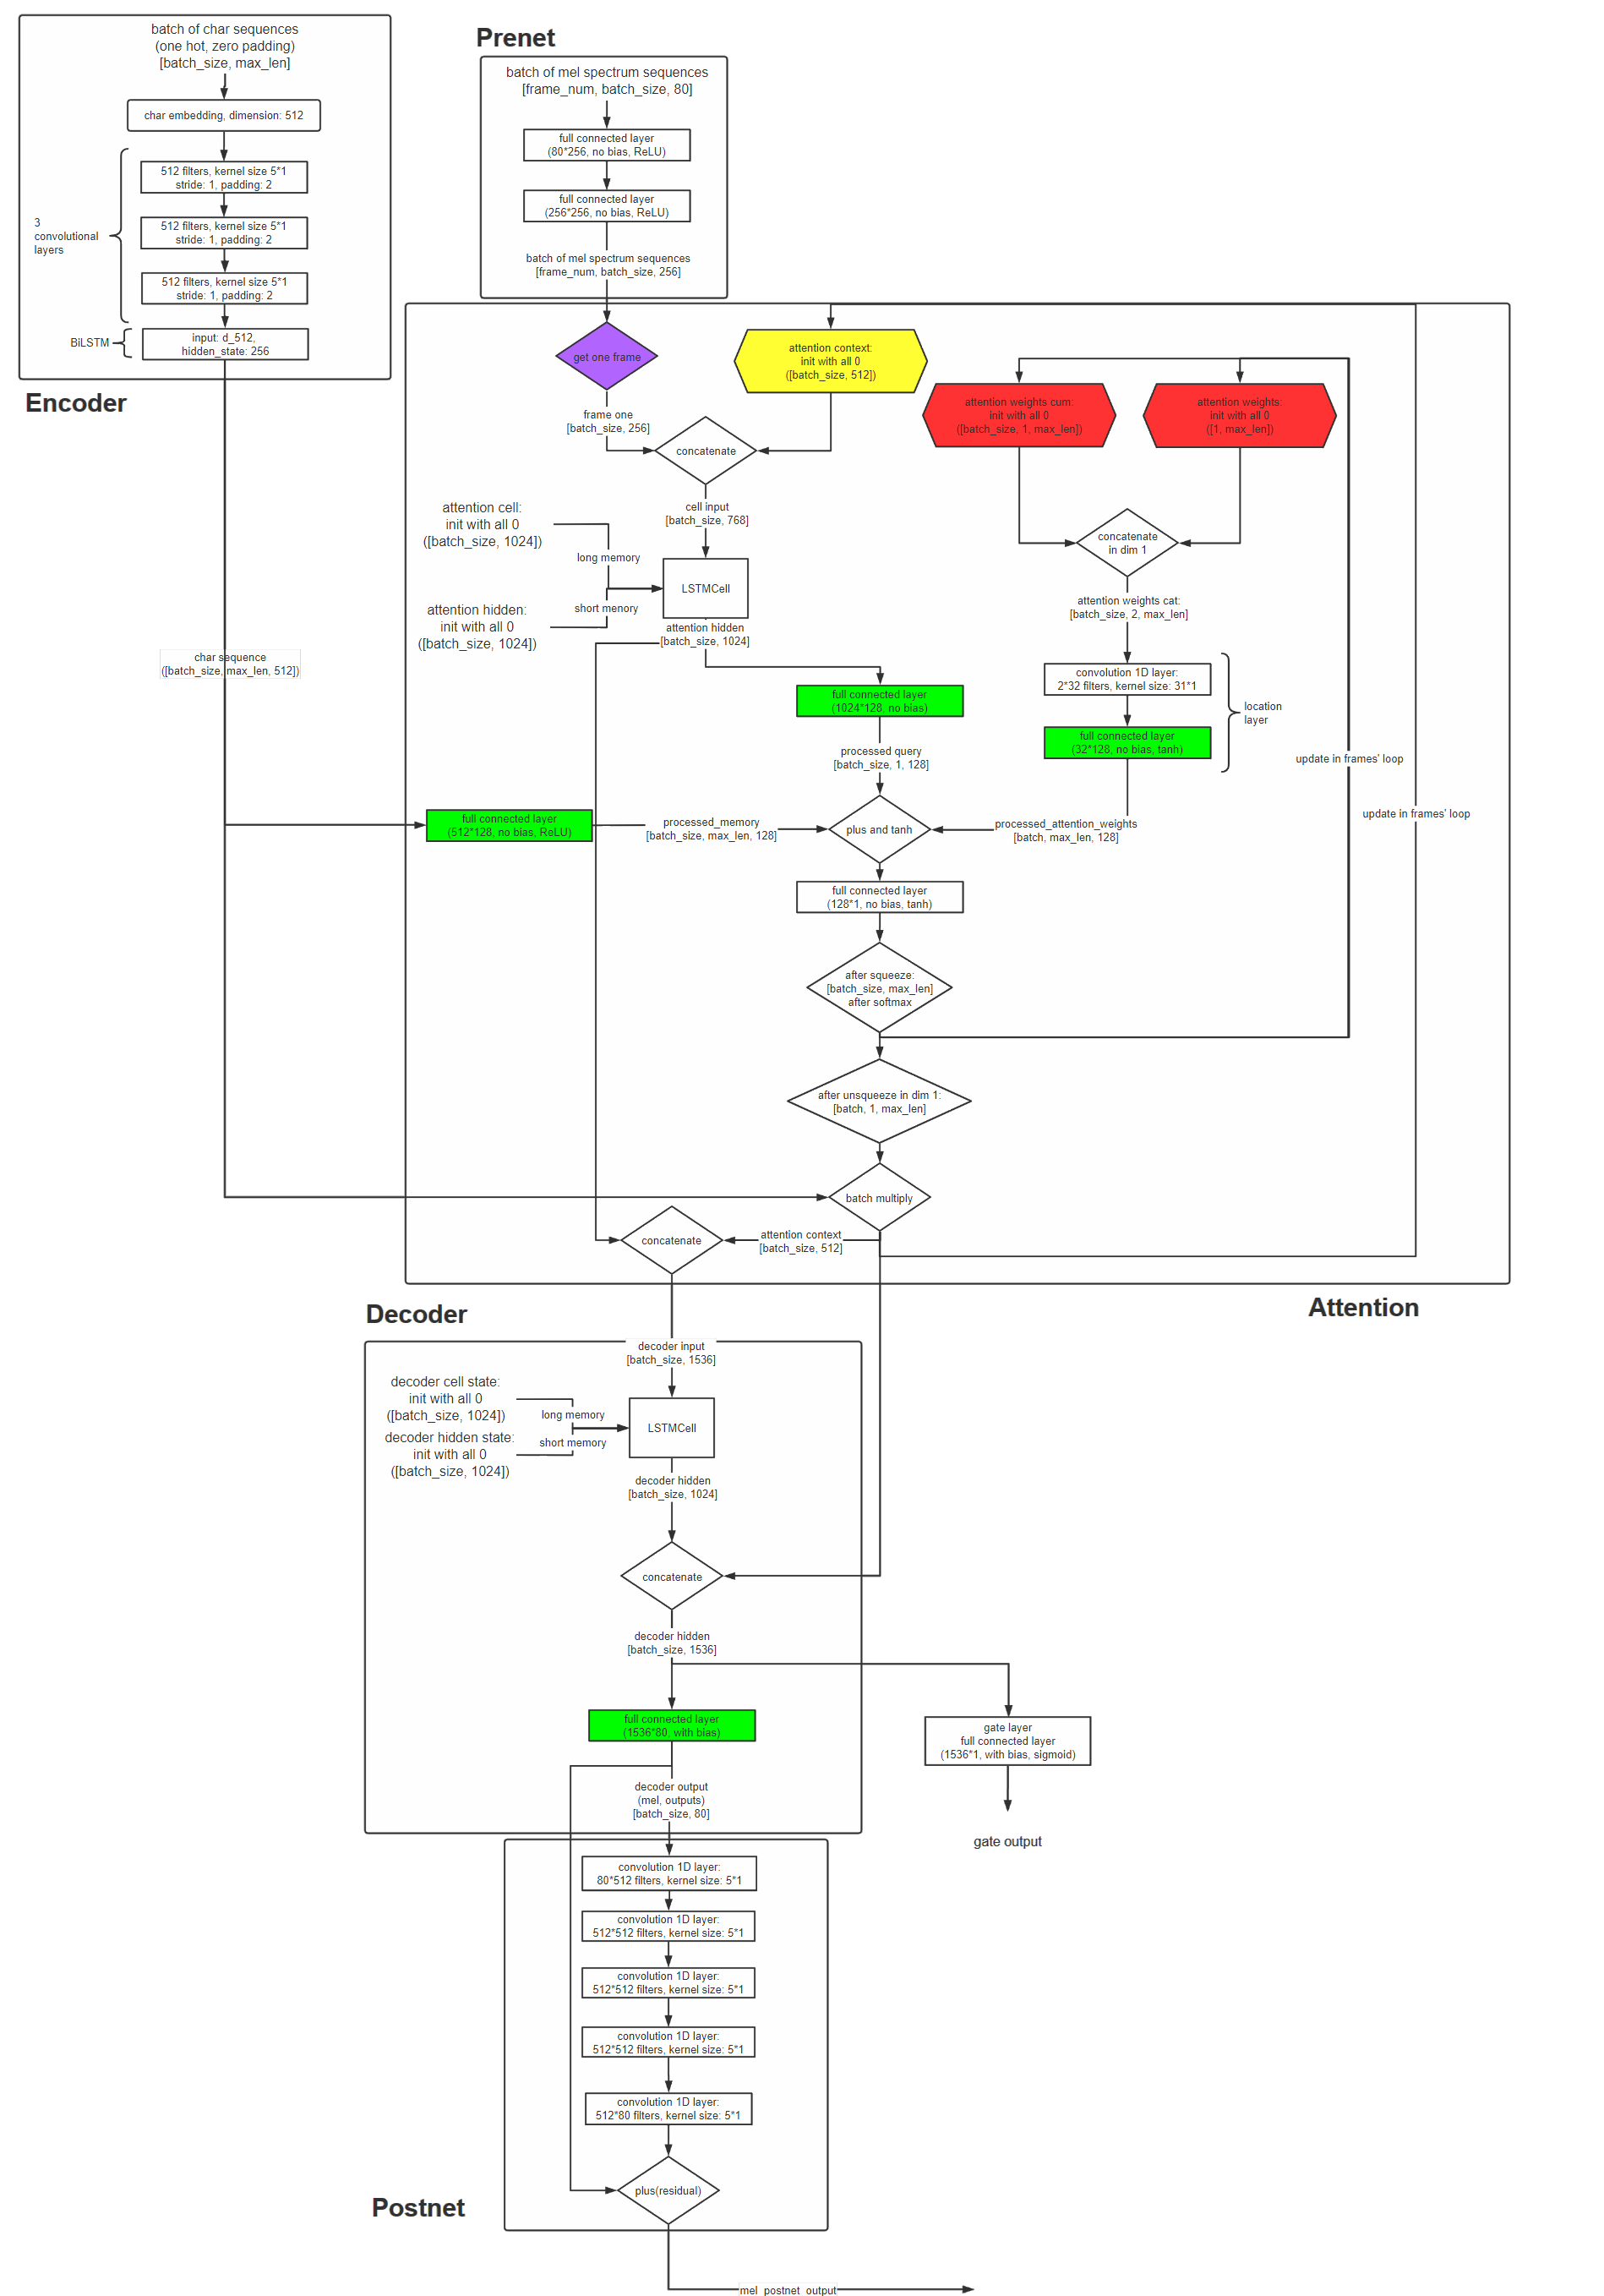 batch of char sequences
(one hot, zero padding)
[batch_size, max_len]
char embedding, dimension: 512
512 filters, kernel size 5*1
stride: 1, padding: 2
3
convolutional
layers
512 filters, kernel size 5*1
stride: 1, padding: 2
512 filters, kernel size 5*1
stride: 1, padding: 2
BiLSTM
input: d_512,
hidden_state: 256
Encoder
Prenet
batch of mel spectrum sequences
[frame_num, batch_size, 80]
full connected layer
(80*256, no bias, ReLU)
full connected layer
(256*256, no bias, ReLU)
batch of mel spectrum sequences
[frame_num, batch_size, 256]
get one frame
attention context:
init with all 0
([batch_size, 512])
attention weights cum:
init with all 0
([batch_size, 1, max_len])
attention weights:
init with all 0
([1, max_len])
frame one
[batch_size, 256]
concatenate
attention cell:
init with all 0
([batch_size, 1024])
cell input
[batch_size, 768]
concatenate
in dim 1
long memory
LSTMCell
attention hidden:
init with all 0
([batch_size, 1024])
short menory
attention hidden
[batch_size, 1024]
attention weights cat:
[batch_size, 2, max_len]
char sequence
([batch_size, max_len, 512])
full connected layer
(1024*128, no bias)
convolution 1D layer:
2*32 filters, kernel size: 31*1
location
layer
full connected layer
(32*128, no bias, tanh)
processed query
[batch_size, 1, 128]
update in frames' loop
update in frames' loop
full connected layer
(512*128, no bias, ReLU)
processed_memory
[batch_size, max_len, 128]
plus and tanh
processed_attention_weights
[batch, max_len, 128]
full connected layer
(128*1, no bias, tanh)
after squeeze:
[batch_size, max_len]
after softmax
after unsqueeze in dim 1:
[batch, 1, max_len]
batch multiply
concatenate
attention context
[batch_size, 512]
Attention
Decoder
decoder input
[batch_size, 1536]
decoder cell state:
init with all 0
([batch_size, 1024])
long memory
LSTMCell
decoder hidden state:
init with all 0
([batch_size, 1024])
short memory
decoder hidden
[batch_size, 1024]
concatenate
decoder hidden
[batch_size, 1536]
full connected layer
(1536*80, with bias)
gate layer
full connected layer
(1536*1, with bias, sigmoid)
decoder output
(mel, outputs)
[batch_size, 80]
gate output
convolution 1D layer:
80*512 filters, kernel size: 5*1
convolution 1D layer:
512*512 filters, kernel size: 5*1
convolution 1D layer:
512*512 filters, kernel size: 5*1
convolution 1D layer:
512*512 filters, kernel size: 5*1
convolution 1D layer:
512*80 filters, kernel size: 5*1
plus(residual)
Postnet
mel_postnet_output